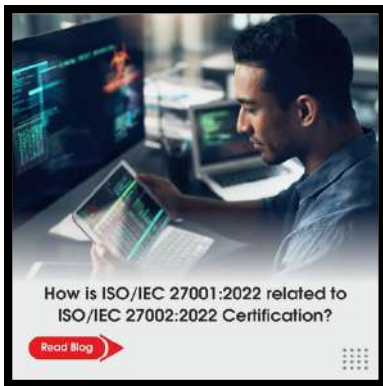 How is ISO/IEC 27001:2022 related to
ISO/IEC 27002:2022 Certification?
Read Blog